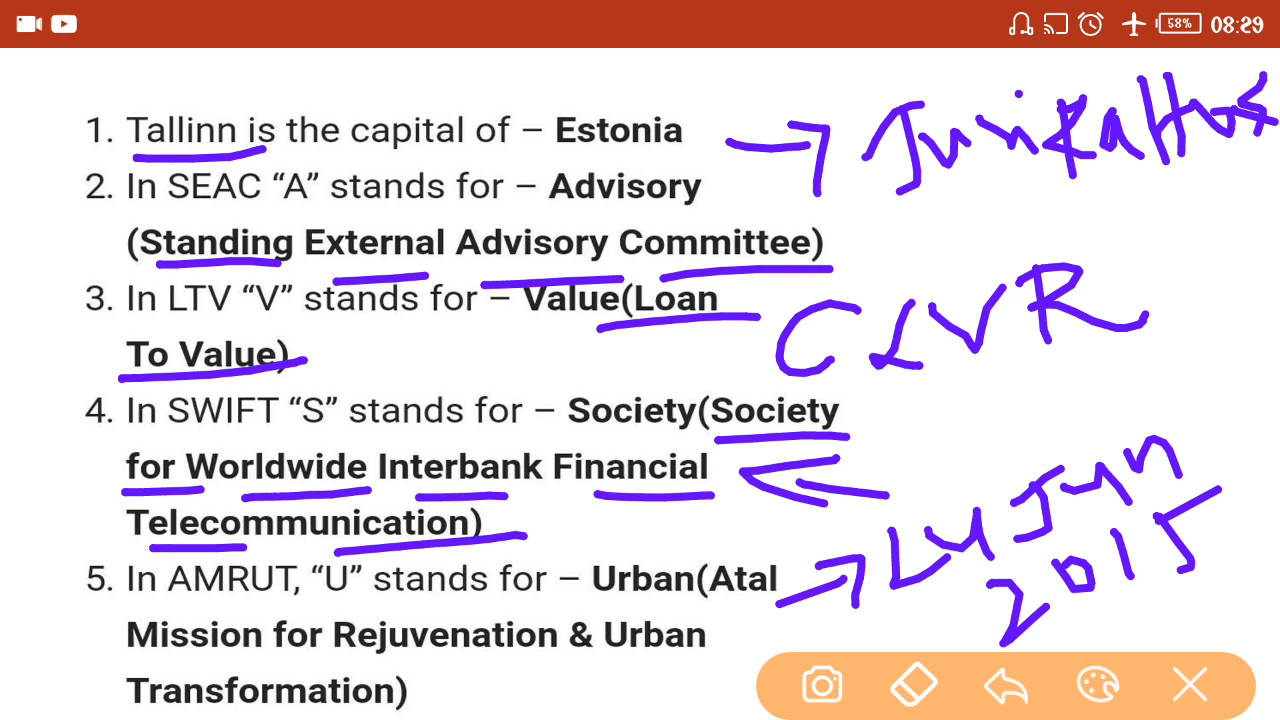 58% 08:29
1. Tallinn is the capital of – Estonia
2. In SEAC “A” stands for – Advisory
(Standing External Advisory Committee)
3. In LTV “V” stands for – Value(Loan
To Value)
CLVR
4. In SWIFT “S” stands for – Society(Society
for Worldwide Interbank Financial
Telecommunication)
5. In AMRUT, “U” stands for – Urban(Atal
Mission for Rejuvenation & Urban
Transformation)
2015